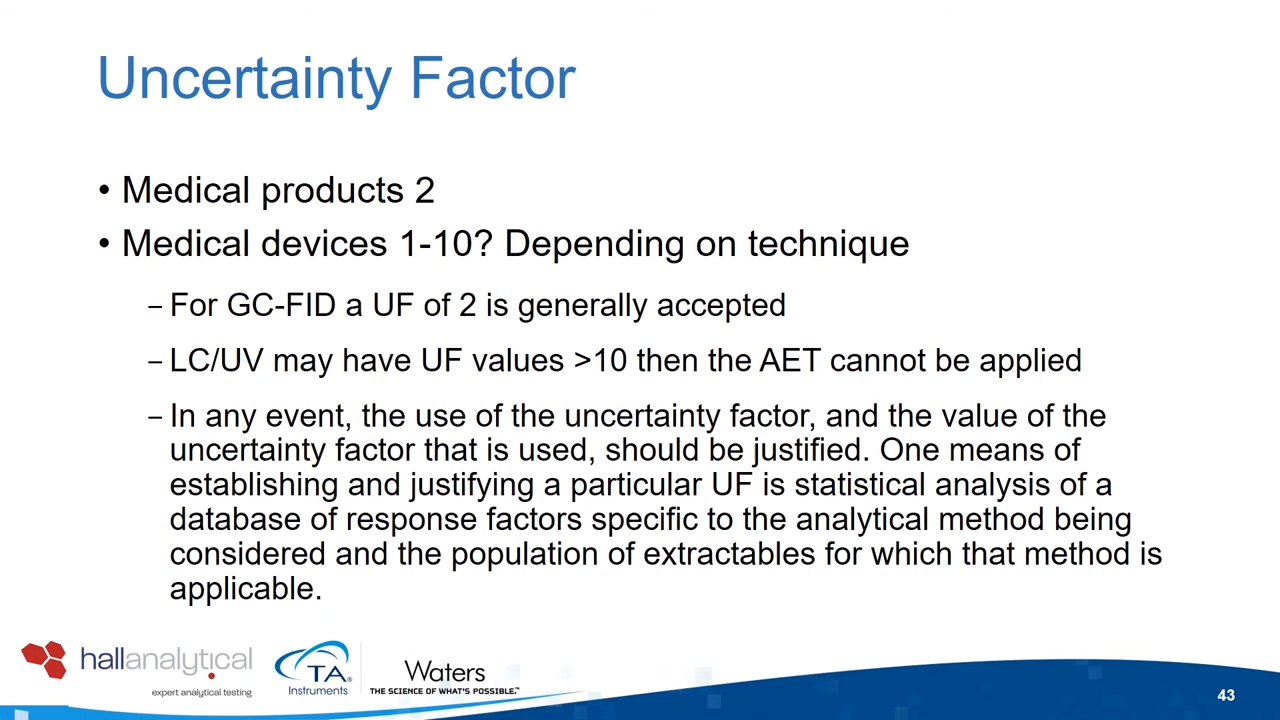 Uncertainty Factor
• Medical products 2
• Medical devices 1-10? Depending on technique
– For GC-FID a UF of 2 is generally accepted
– LC/UV may have UF values >10 then the AET cannot be applied
– In any event, the use of the uncertainty factor, and the value of the
uncertainty factor that is used, should be justified. One means of
establishing and justifying a particular UF is statistical analysis of a
database of response factors specific to the analytical method being
considered and the population of extractables for which that method is
applicable.
hallanalytical
expert analytical testing
TA®
Instruments
Waters
THE SCIENCE OF WHAT'S POSSIBLE.™
43